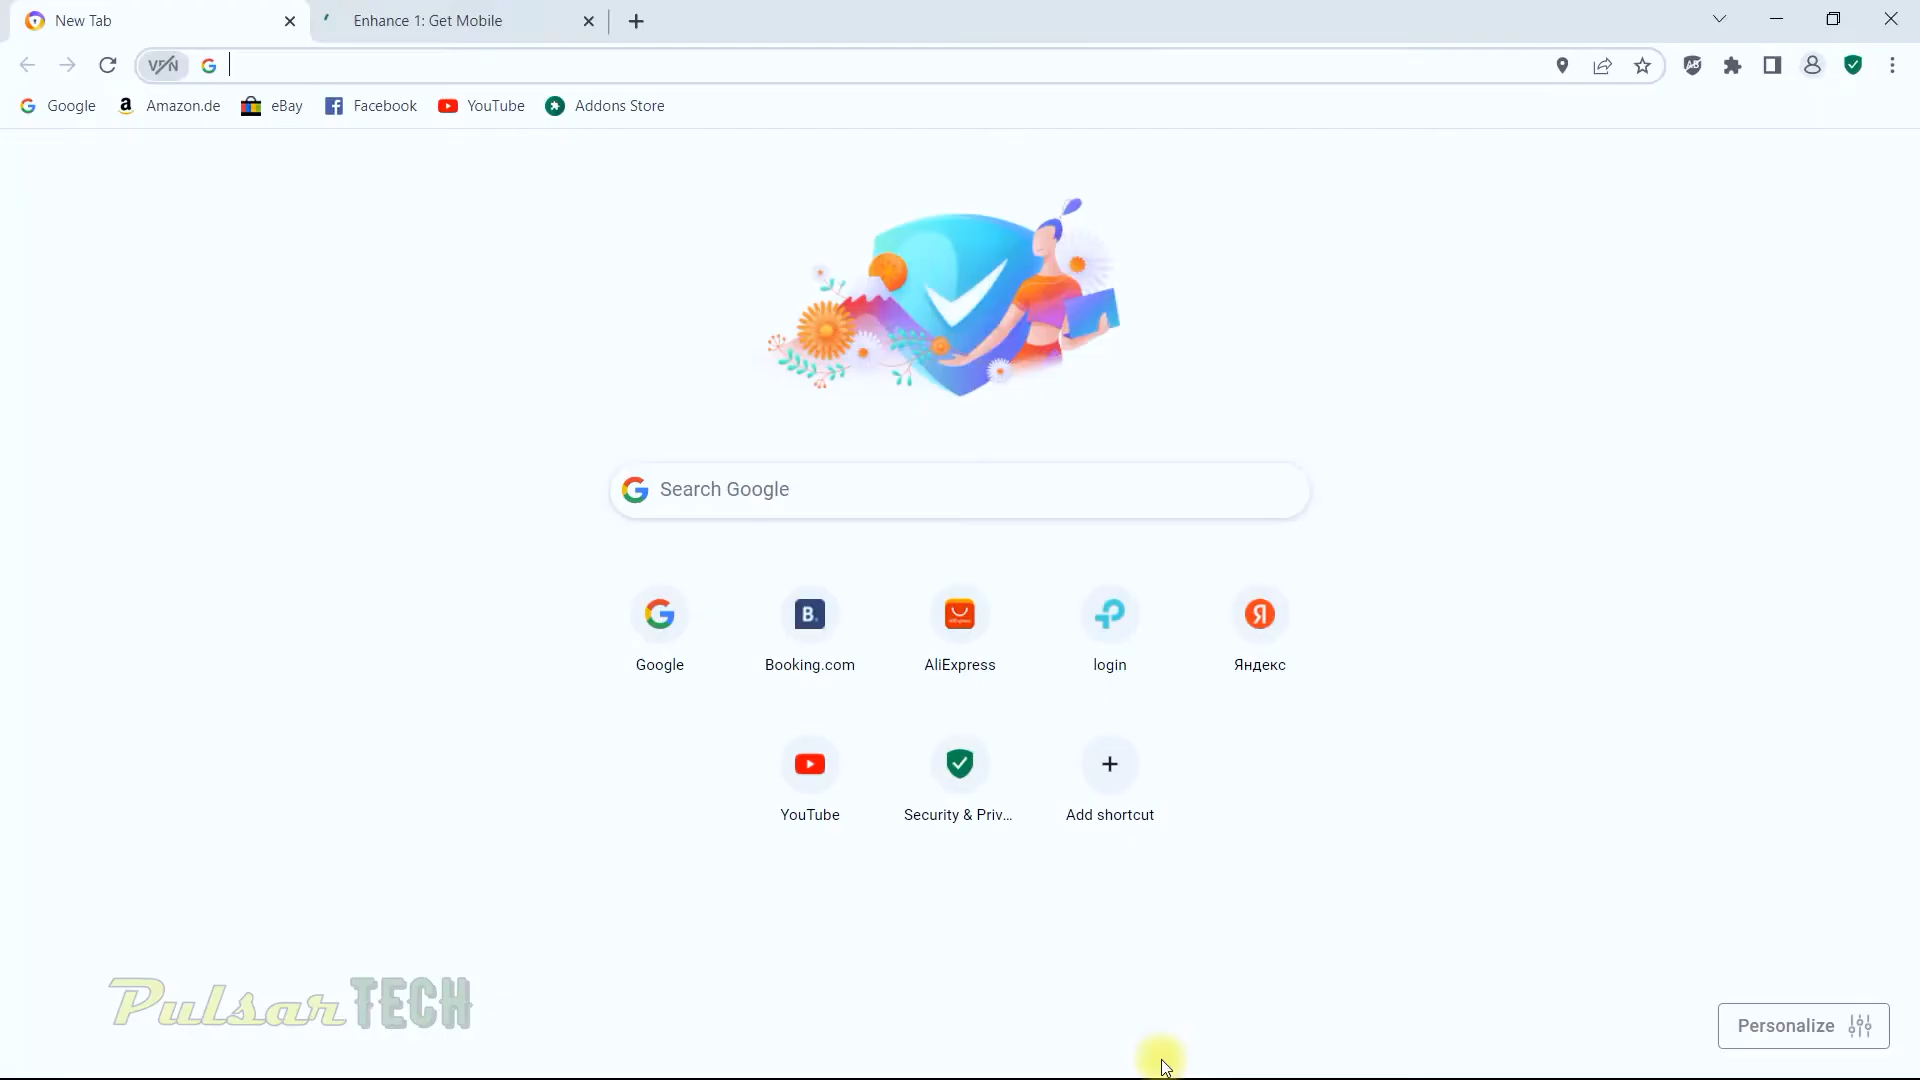 New Tab
Enhance 1: Get Mobile
VPN
Google
Amazon.de
eBay
Facebook
YouTube
Addons Store
Search Google
Google
Booking.com
AliExpress
login
Яндекс
YouTube
Security & Priv...
Add shortcut
Pulsar TECH
Personalize